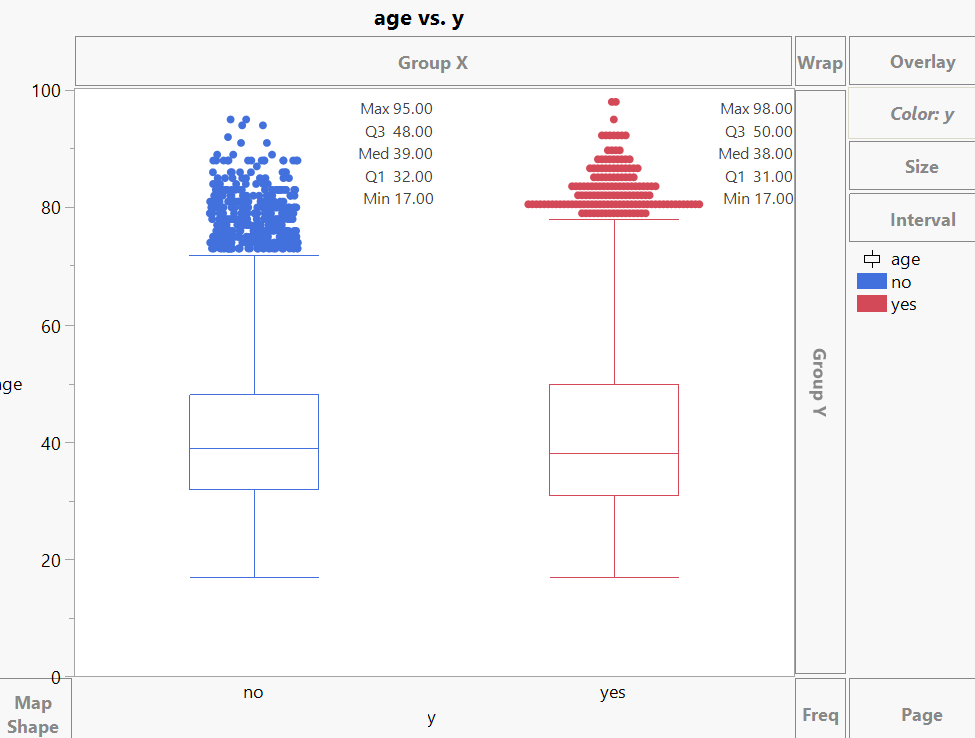 age vs. y
Group X
Wrap
Overlay
Color: y
Size
Interval
age
no
yes
100
80
60
40
20
0
ge
Max 95.00
Q3 48.00
Med 39.00
Q1 32.00
Min 17.00
Max 98.00
Q3 50.00
Med 38.00
Q1 31.00
Min 17.00
Group Y
no
yes
y
Map
Shape
Freq
Page